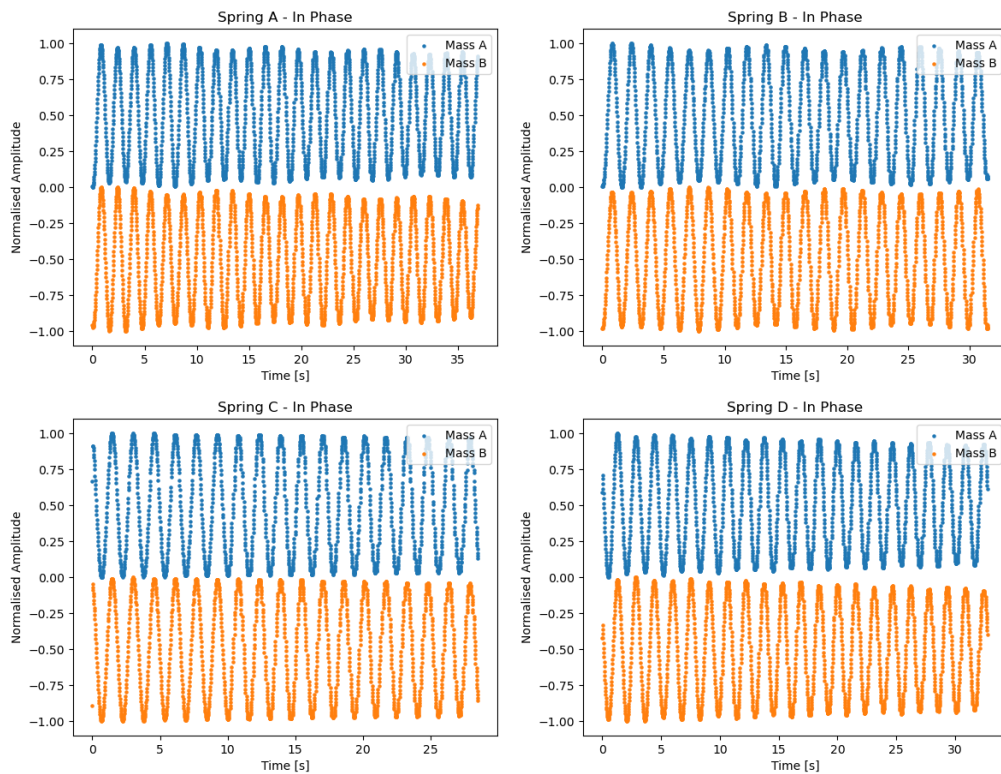 Spring A - In Phase
1.00
0.75
0.50
0.25
0.00
−0.25
−0.50
−0.75
−1.00
Normalised Amplitude
Mass A
Mass B
0 5 10 15 20 25 30 35
Time [s]
Spring B - In Phase
1.00
0.75
0.50
0.25
0.00
−0.25
−0.50
−0.75
−1.00
Normalised Amplitude
Mass A
Mass B
0 5 10 15 20 25 30
Time [s]
Spring C - In Phase
1.00
0.75
0.50
0.25
0.00
−0.25
−0.50
−0.75
−1.00
Normalised Amplitude
Mass A
Mass B
0 5 10 15 20 25
Time [s]
Spring D - In Phase
1.00
0.75
0.50
0.25
0.00
−0.25
−0.50
−0.75
−1.00
Normalised Amplitude
Mass A
Mass B
0 5 10 15 20 25 30
Time [s]